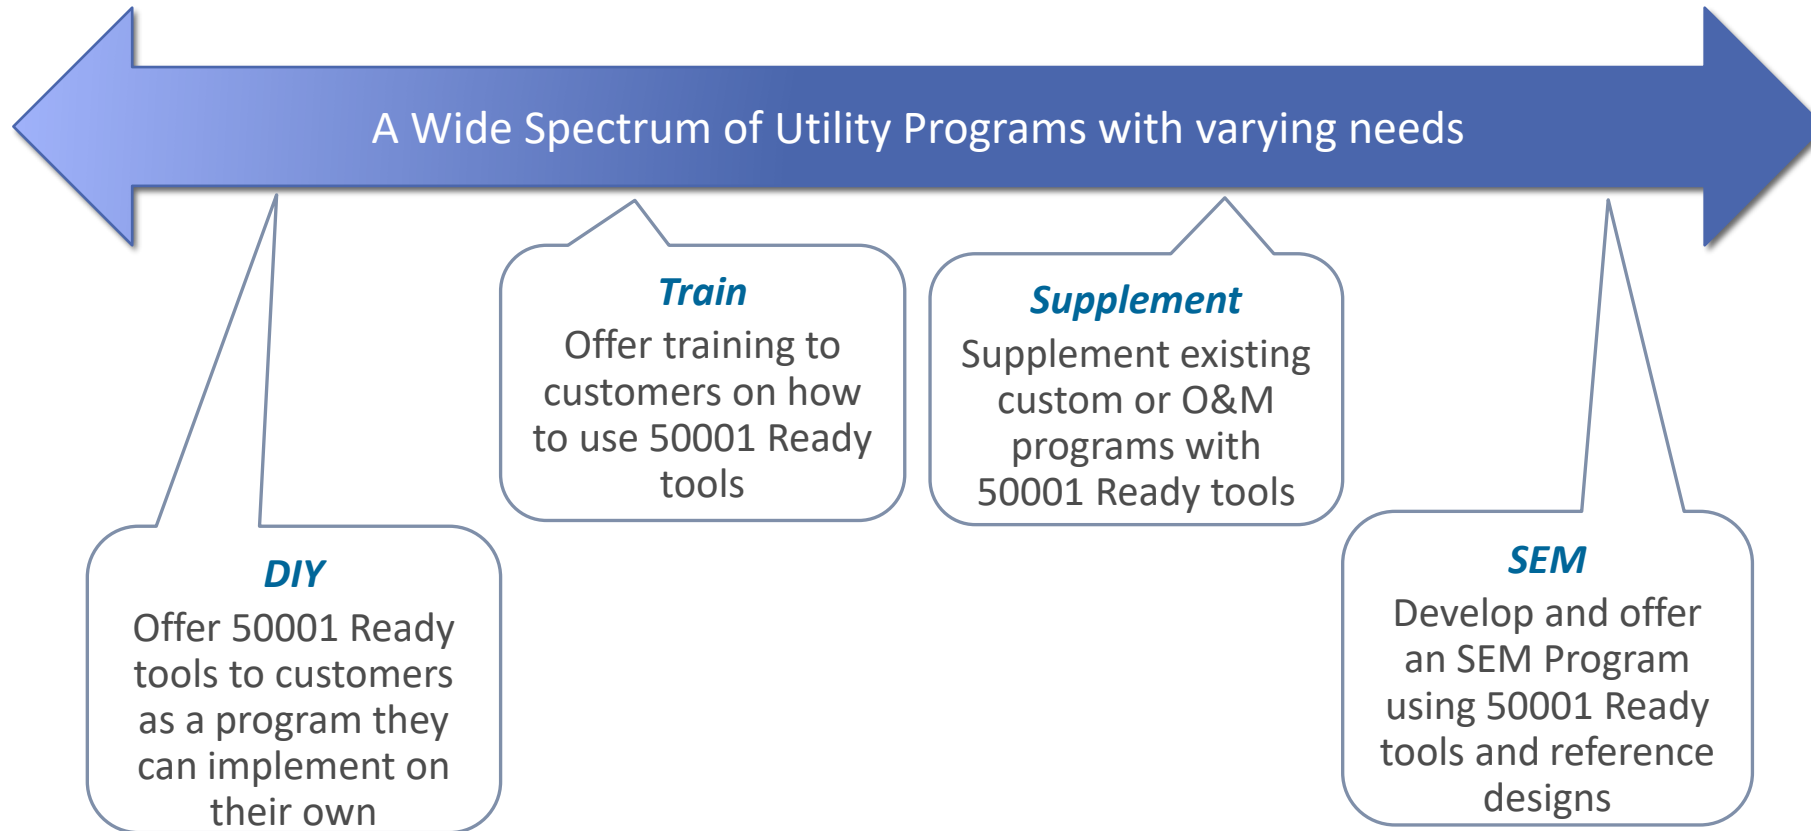 A Wide Spectrum of Utility Programs with varying needs
DIY
Offer 50001 Ready
tools to customers
as a program they
can implement on
their own
Train
Offer training to
customers on how
to use 50001 Ready
tools
Supplement
Supplement existing
custom or O&M
programs with
50001 Ready tools
SEM
Develop and offer
an SEM Program
using 50001 Ready
tools and reference
designs